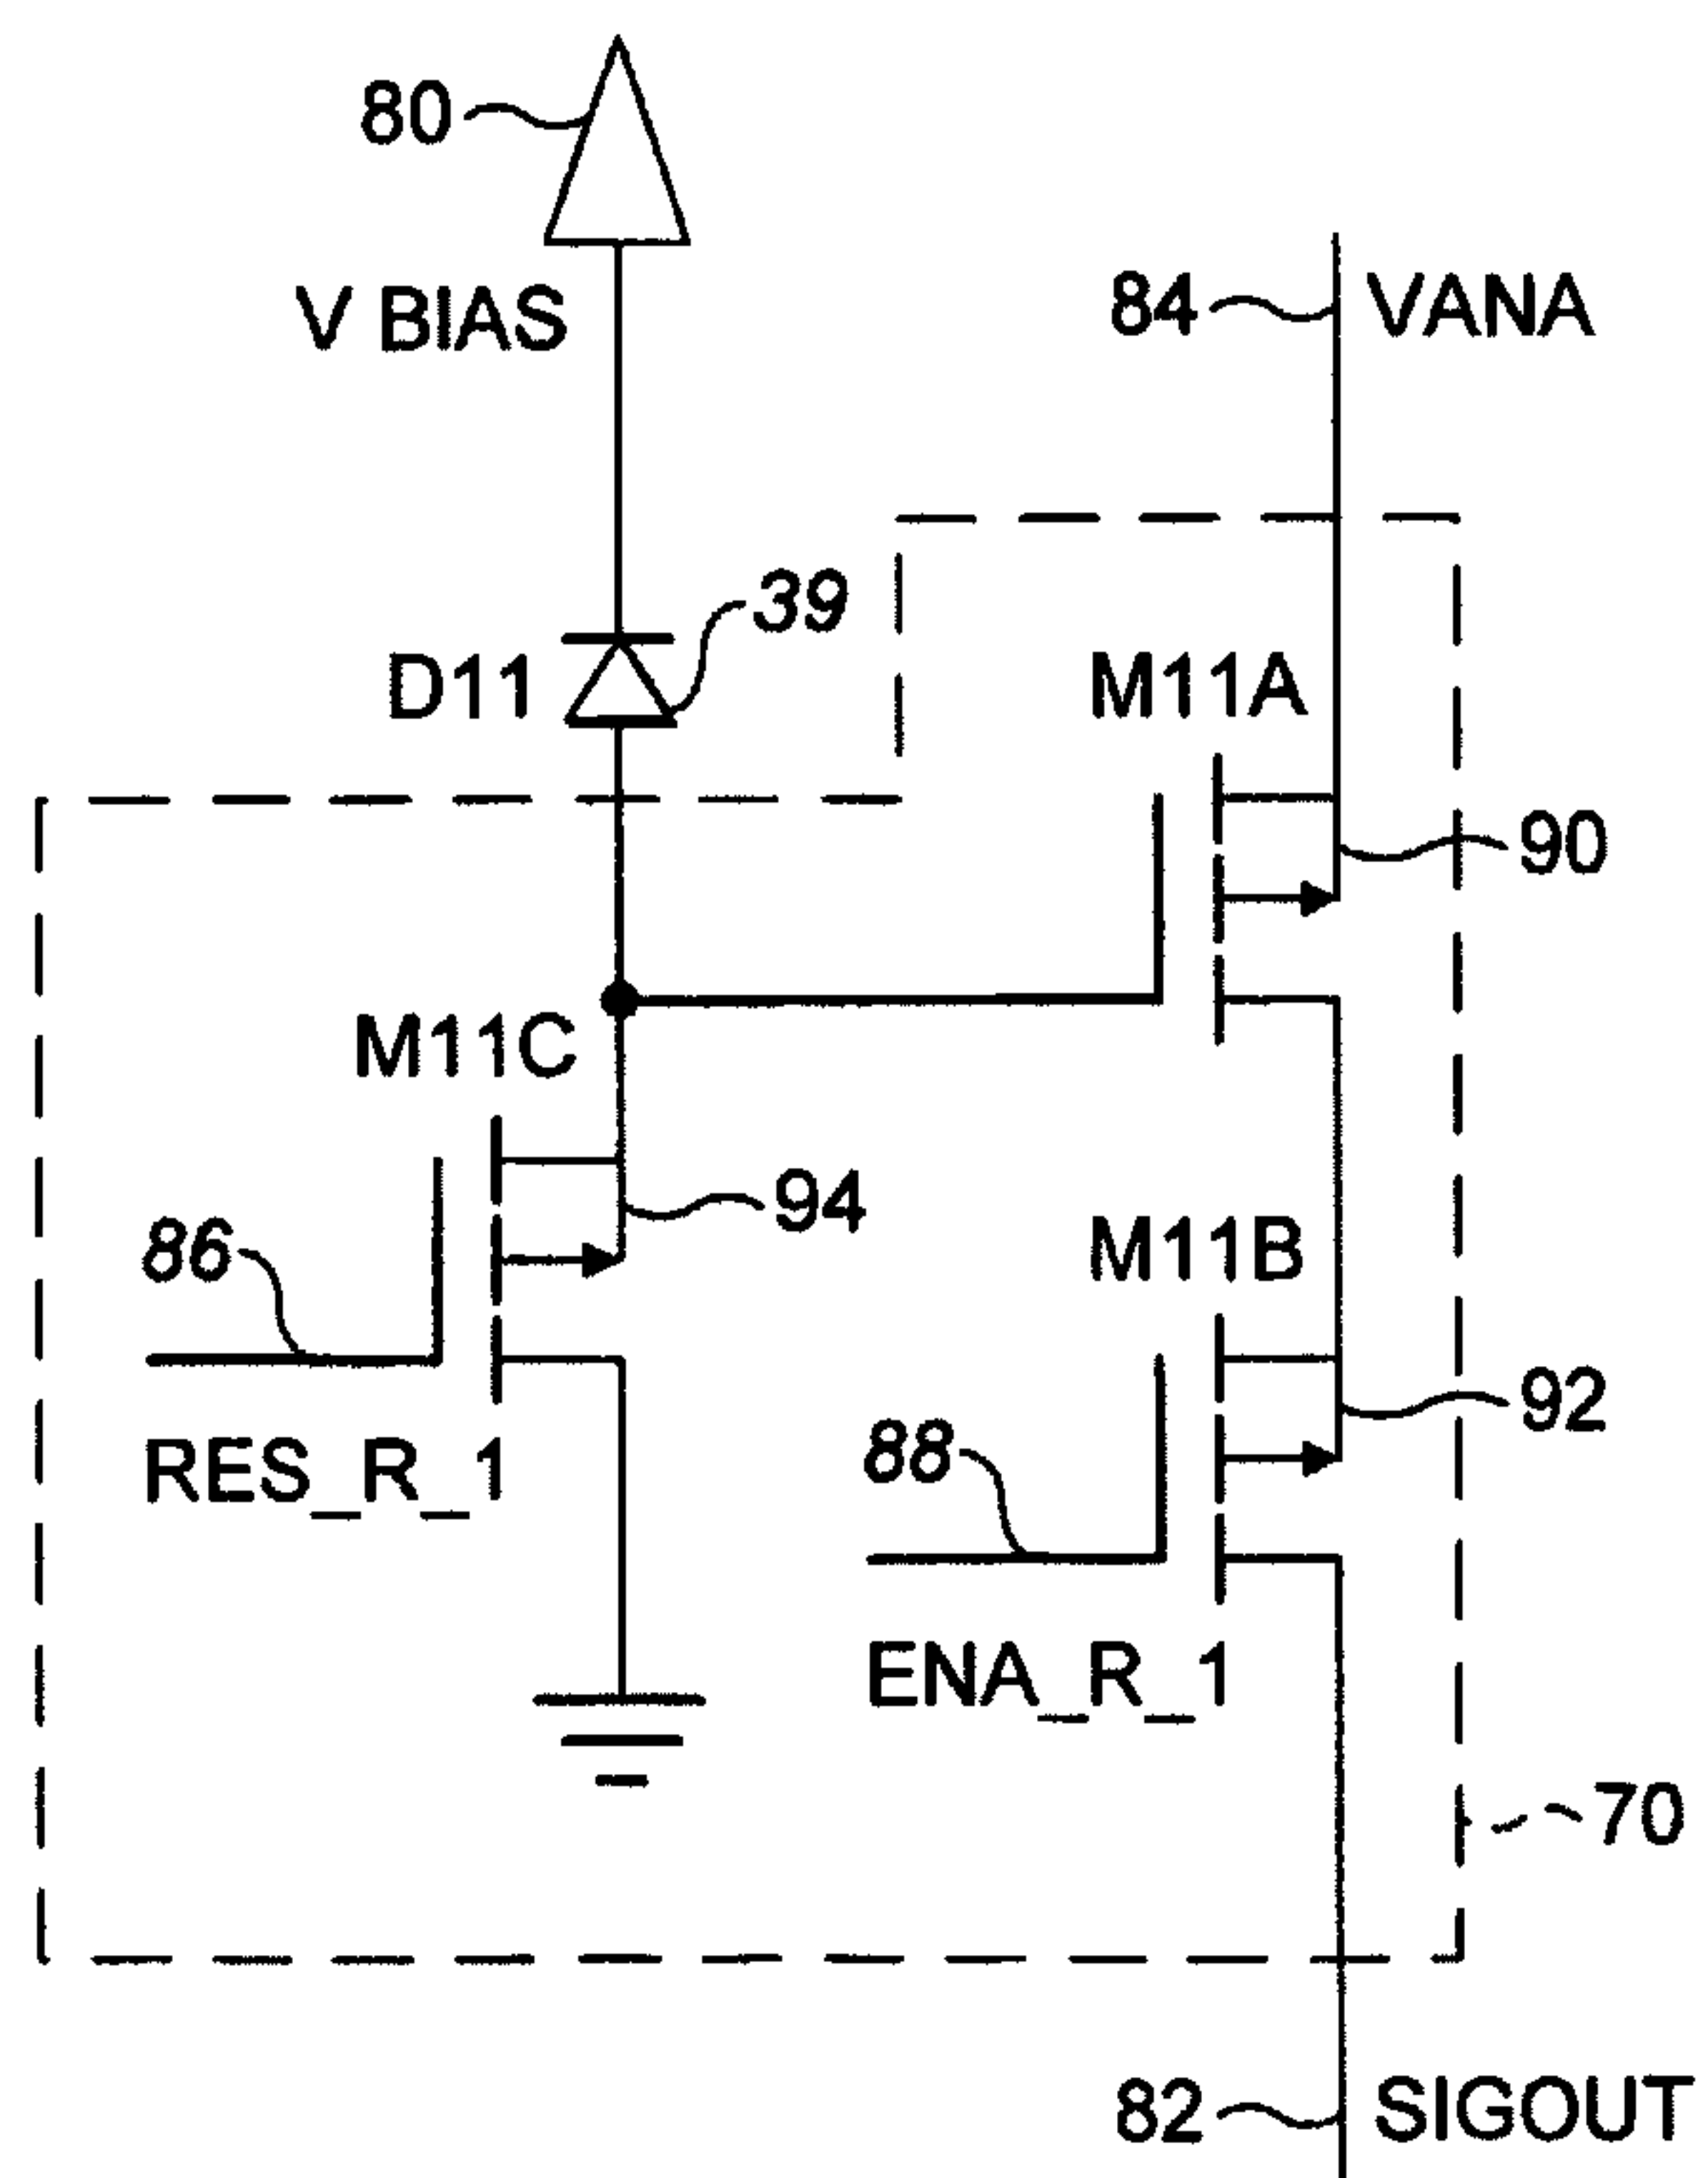 80
V BIAS
84 VANA
39
D11
M11A
90
M11C
94
86
M11B
92
88
RES_R_1
ENA_R_1
70
82 SIGOUT